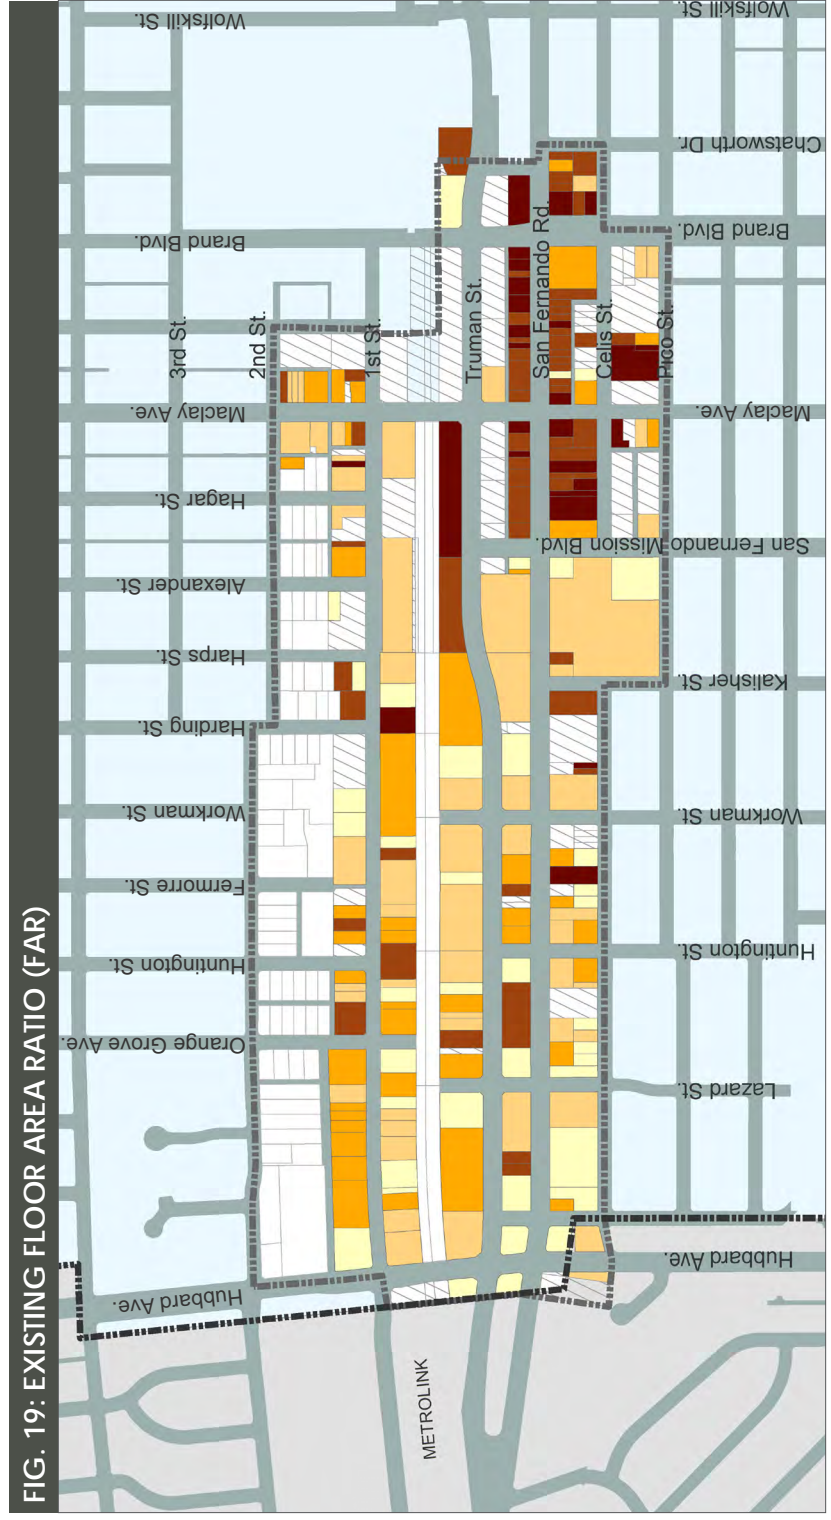 FIG. 19: EXISTING FLOOR AREA RATIO (FAR)
Wolfskill St.
Wolfskill St.
Chatsworth Dr.
Brand Blvd.
Brand Blvd.
3rd St.
2nd St.
1st St.
Truman St.
San Fernando Rd.
Celis St.
Pico St.
Maclay Ave.
Maclay Ave.
Hagar St.
San Fernando Mission Blvd.
Alexander St.
Harps St.
Kalisher St.
Harding St.
Workman St.
Workman St.
Fermore St.
Huntington St.
Huntington St.
Orange Grove Ave.
Lazard St.
Hubbard Ave.
Hubbard Ave.
METROLINK